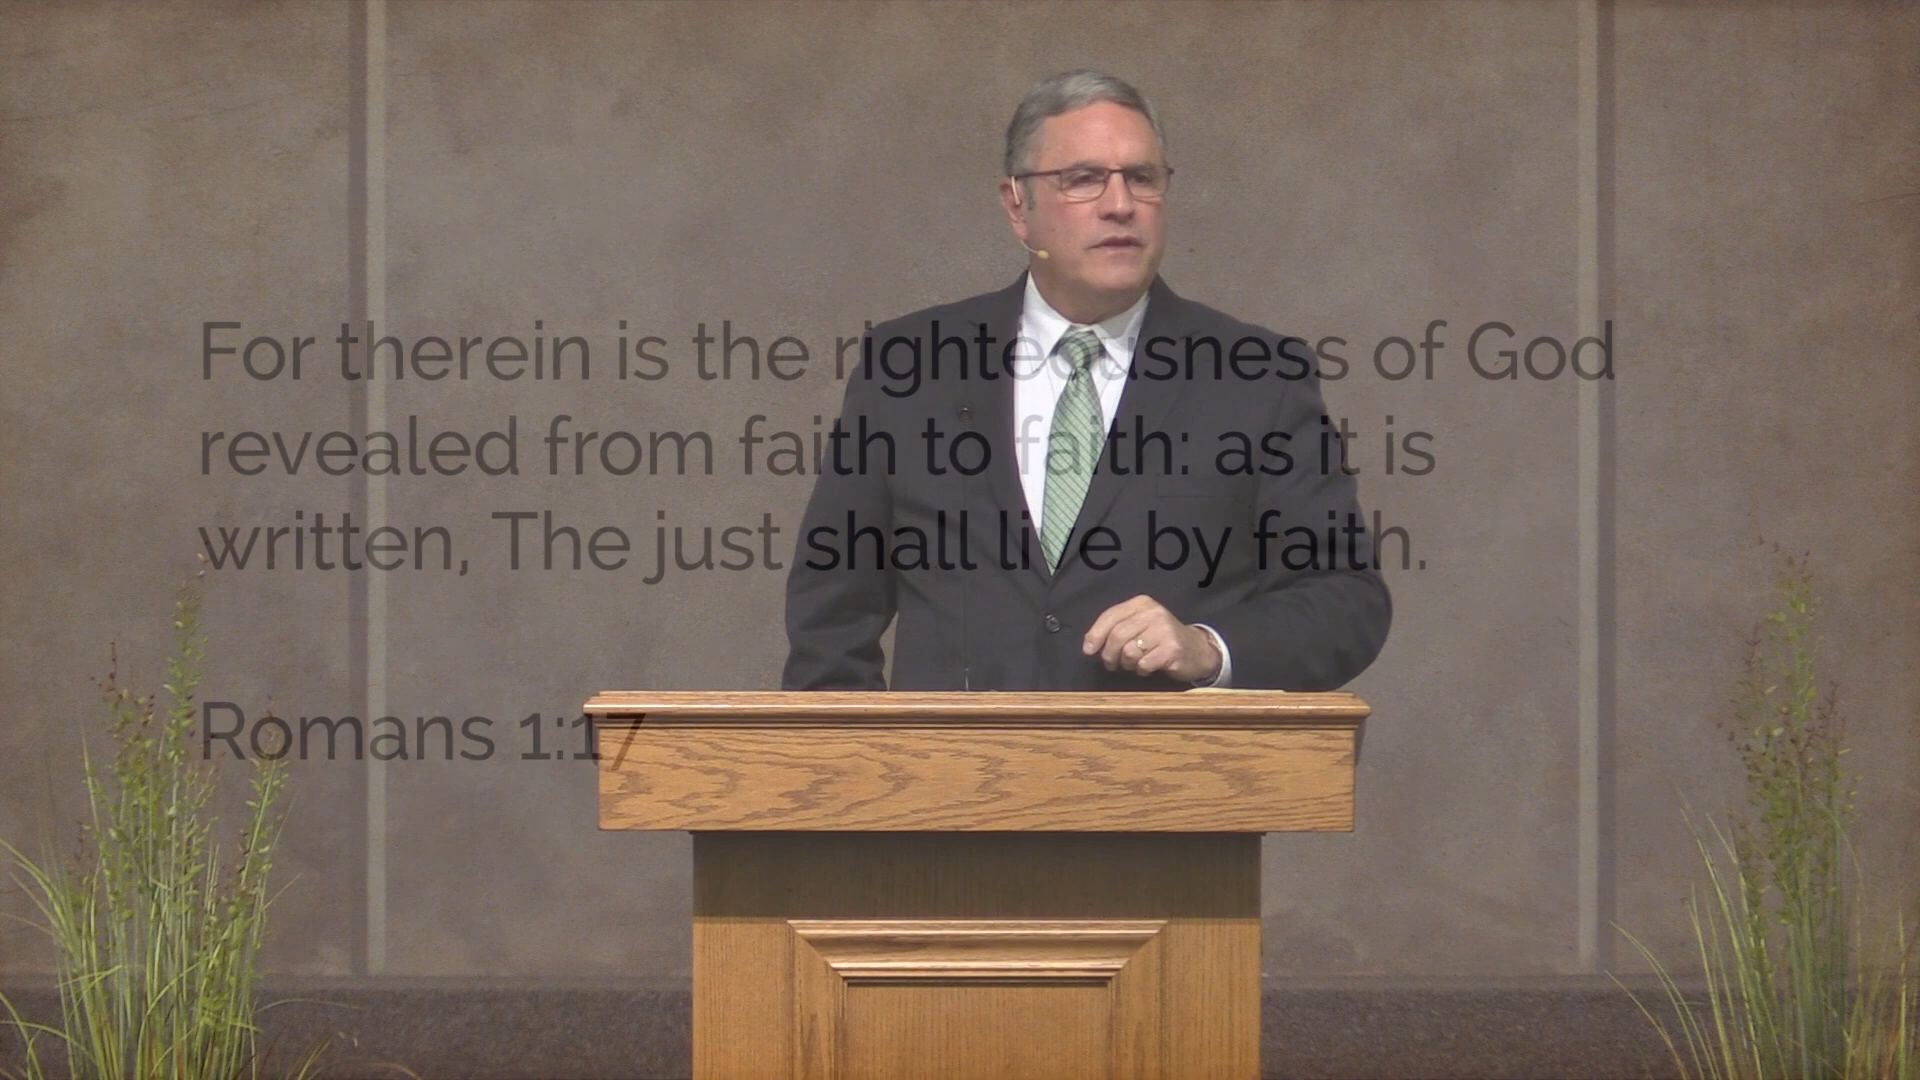 For therein is the righteousness of God
revealed from faith to faith: as it is
written, The just shall live by faith.
Romans 1:17